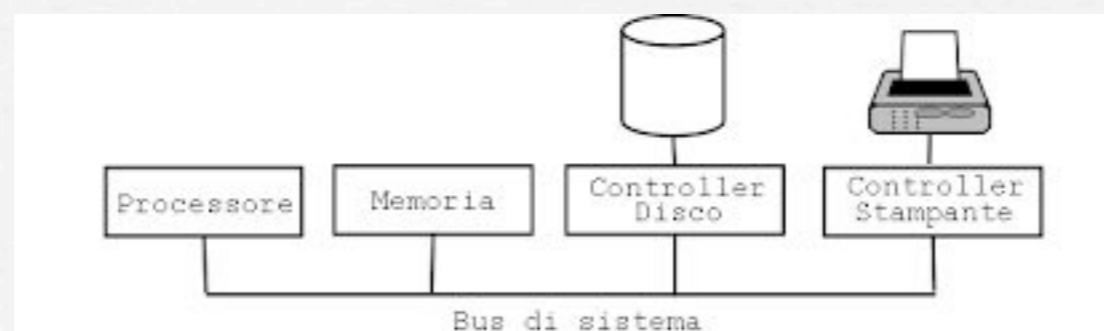 Processore
Memoria
Controller
Disco
Controller
Stampante
Bus di sistema